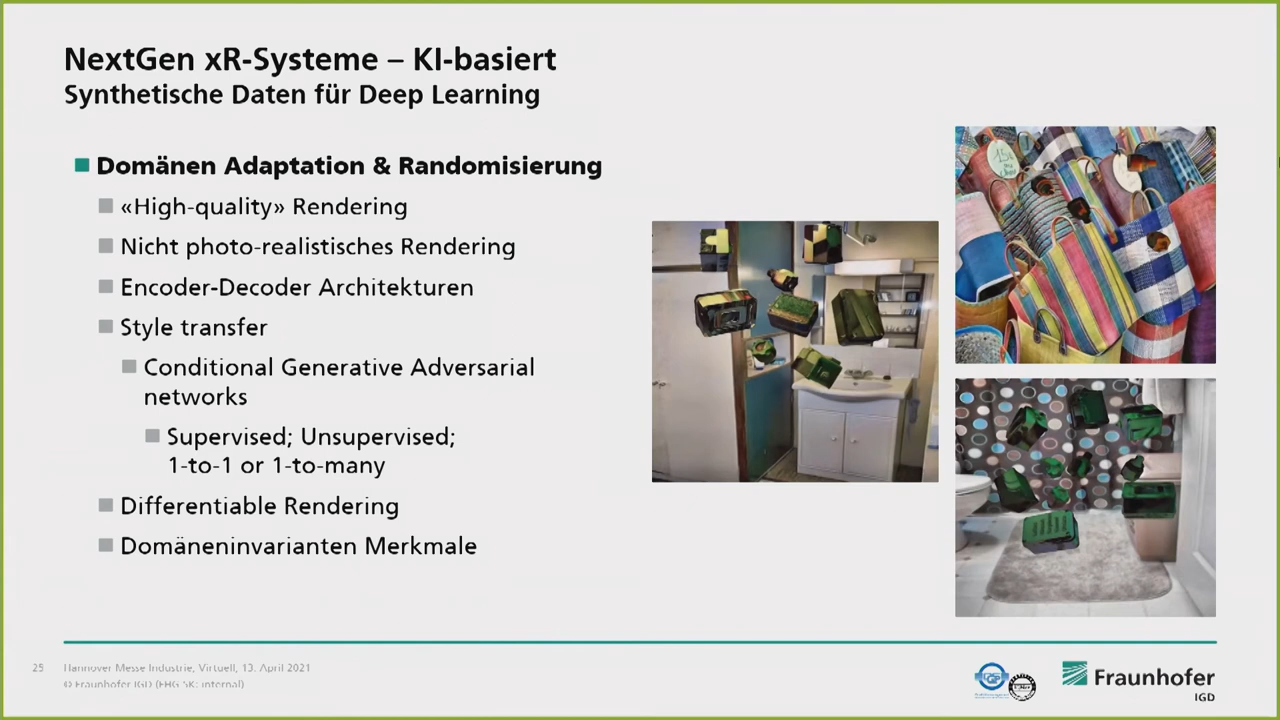 NextGen xR-Systeme – KI-basiert
Synthetische Daten für Deep Learning
Domänen Adaptation & Randomisierung
«High-quality» Rendering
Nicht photo-realistisches Rendering
Encoder-Decoder Architekturen
Style transfer
Conditional Generative Adversarial
networks
Supervised; Unsupervised;
1-to-1 or 1-to-many
Differentiable Rendering
Domäneninvarianten Merkmale
25
Hannover Messe Industrie, Virtuell, 13. April 2021
© Fraunhofer IGD (FHG SK: internal)
Fraunhofer
IGD